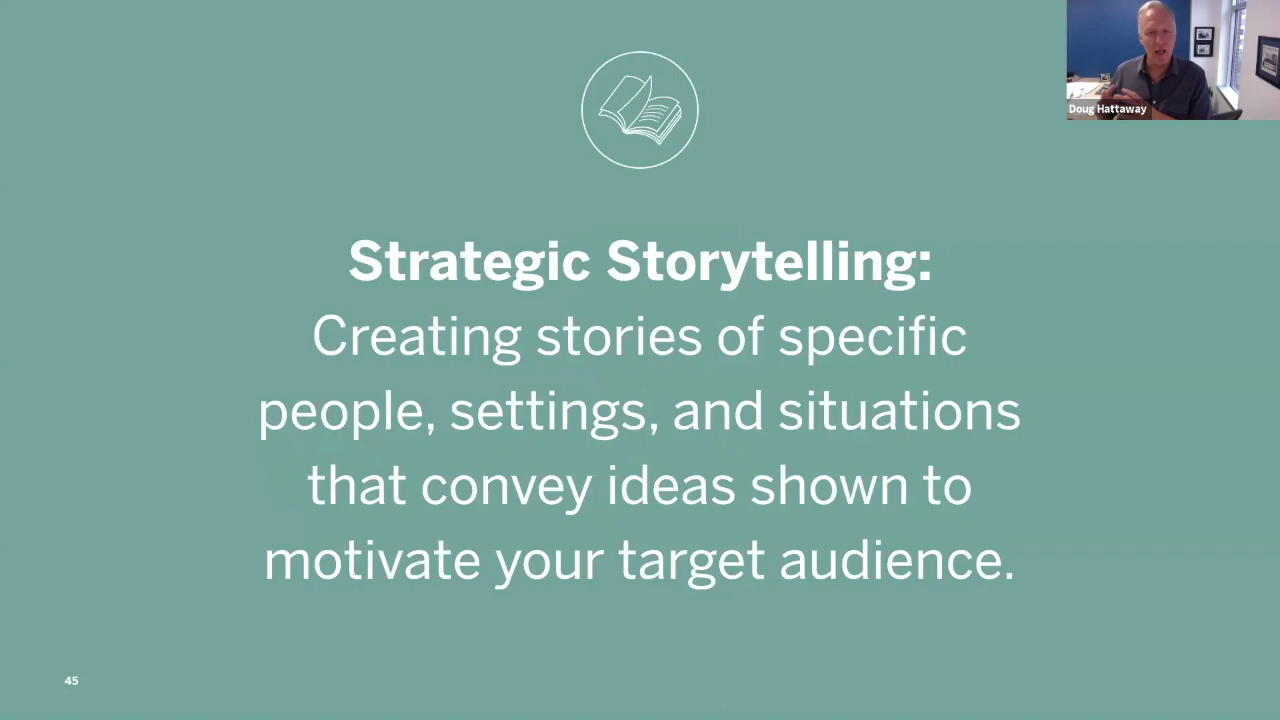 Doug Hattaway
Strategic Storytelling:
Creating stories of specific
people, settings, and situations
that convey ideas shown to
motivate your target audience.
45